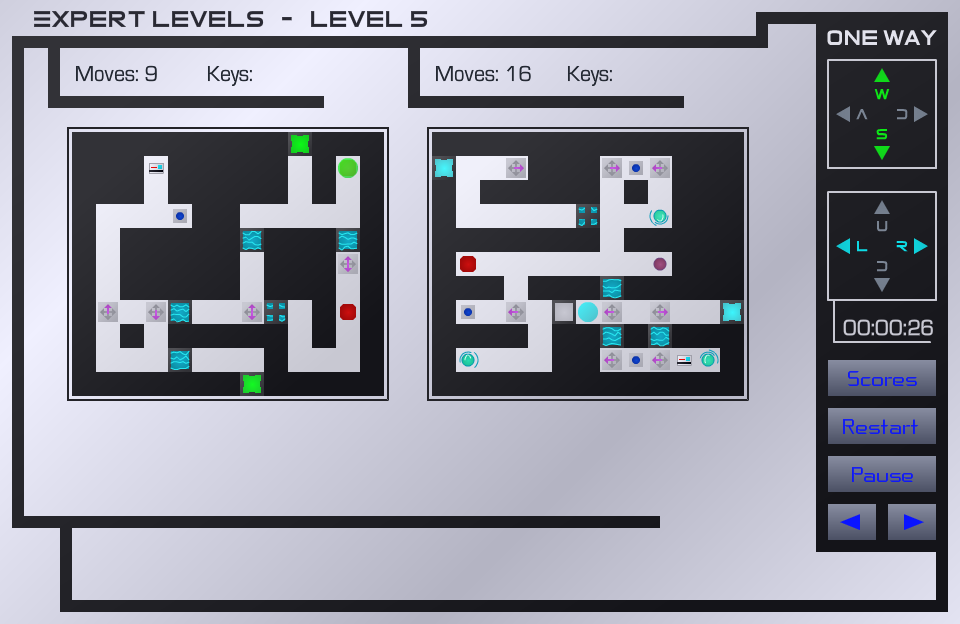 EXPERT LEVELS - LEVEL 5
ONE WAY
Moves: 9 Keys:
Moves: 16 Keys:
W
S
U
L R
00:00:26
Scores
Restart
Pause